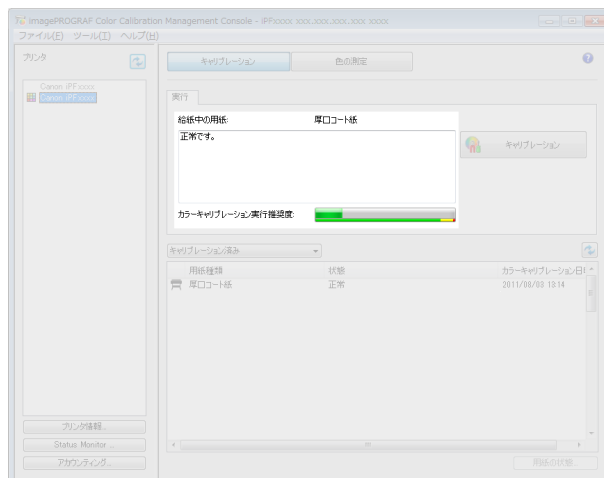 imagePROGRAF Color Calibration Management Console - iPFxxxx xxx.xxx.xxx.xxx xxxx
ファイル(F) ツール(T) ヘルプ(H)
プリンタ
キャリブレーション 色の測定
Canon iPFxxxx
Canon iPFxxxx
実行
給紙中の用紙: 厚口コート紙
正常です。
キャリブレーション
カラーキャリブレーション実行推奨度:
キャリブレーション済み
用紙種類 状態 カラーキャリブレーション日
厚口コート紙 正常 2011/08/03 13:14
プリンタ情報...
Status Monitor...
アカウンティング...
用紙の状態...